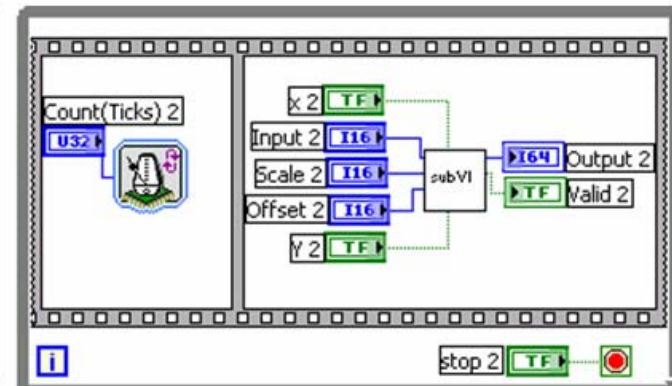 Count(Ticks) 2
U32
x 2 TF
Input 2 I16
Scale 2 I16
Offset 2 I16
Y 2 TF
subVI
I64 Output 2
TF Valid 2
i
stop 2 TF